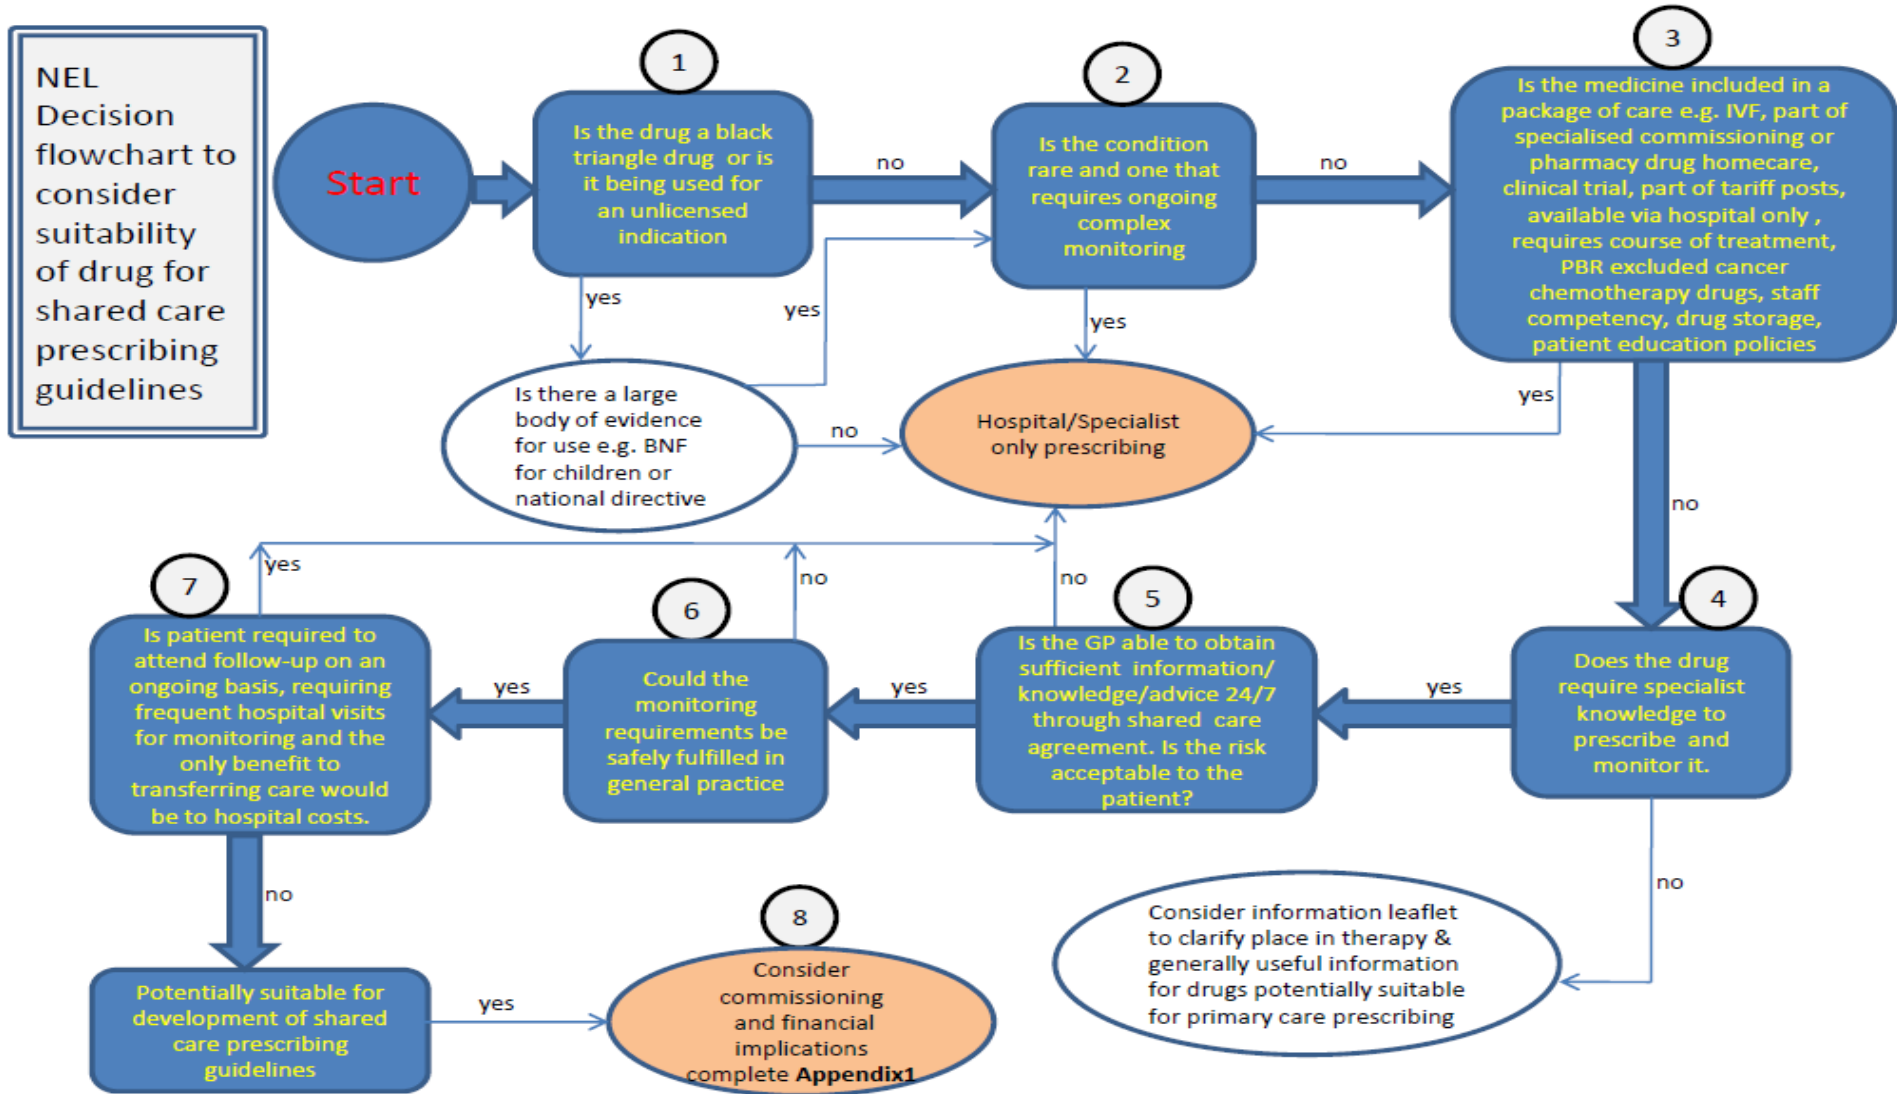 NEL
Decision
flowchart to
consider
suitability
of drug for
shared care
prescribing
guidelines
Start
1
Is the drug a black
triangle drug or is
it being used for
an unlicensed
indication
no
yes
Is there a large
body of evidence
for use e.g. BNF
for children or
national directive
yes
no
2
Is the condition
rare and one that
requires ongoing
complex
monitoring
no
yes
Hospital/Specialist
only prescribing
3
Is the medicine included in a
package of care e.g. IVF, part of
specialised commissioning or
pharmacy drug homecare,
clinical trial, part of tariff posts,
available via hospital only ,
requires course of treatment,
PBR excluded cancer
chemotherapy drugs, staff
competency, drug storage,
patient education policies
yes
no
4
Does the drug
require specialist
knowledge to
prescribe and
monitor it.
yes
no
Consider information leaflet
to clarify place in therapy &
generally useful information
for drugs potentially suitable
for primary care prescribing
5
Is the GP able to obtain
sufficient information/
knowledge/advice 24/7
through shared care
agreement. Is the risk
acceptable to the
patient?
no
yes
6
Could the
monitoring
requirements be
safely fulfilled in
general practice
no
yes
7
Is patient required to
attend follow-up on an
ongoing basis, requiring
frequent hospital visits
for monitoring and the
only benefit to
transferring care would
be to hospital costs.
yes
no
Potentially suitable for
development of shared
care prescribing
guidelines
yes
8
Consider
commissioning
and financial
implications
complete Appendix1